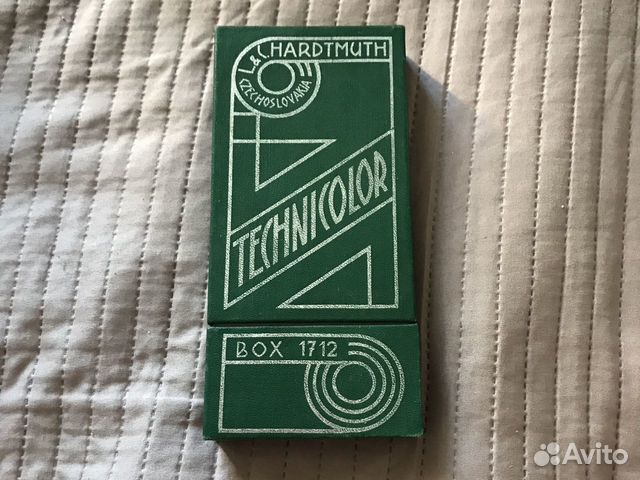 L&C HARDTMUTH
CZECHOSLOVAKIA
TECHNICOLOR
BOX 1712
Avito